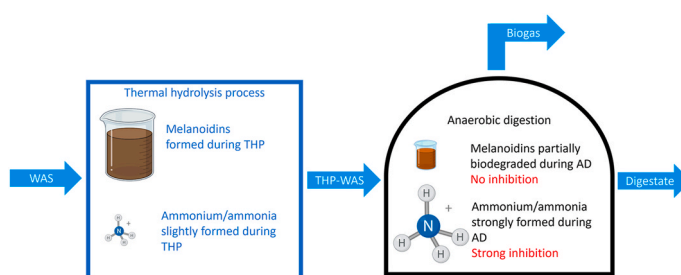 Biogas
Thermal hydrolysis process
Melanoidins
formed during THP
Ammonium/ammonia
slightly formed during
THP
WAS
THP-WAS
Anaerobic digestion
Melanoidins partially
biodegraded during AD
No inhibition
Ammonium/ammonia
strongly formed during
AD
Strong inhibition
H
H
H
H
N
+
H
H
H
H
N
+
Digestate